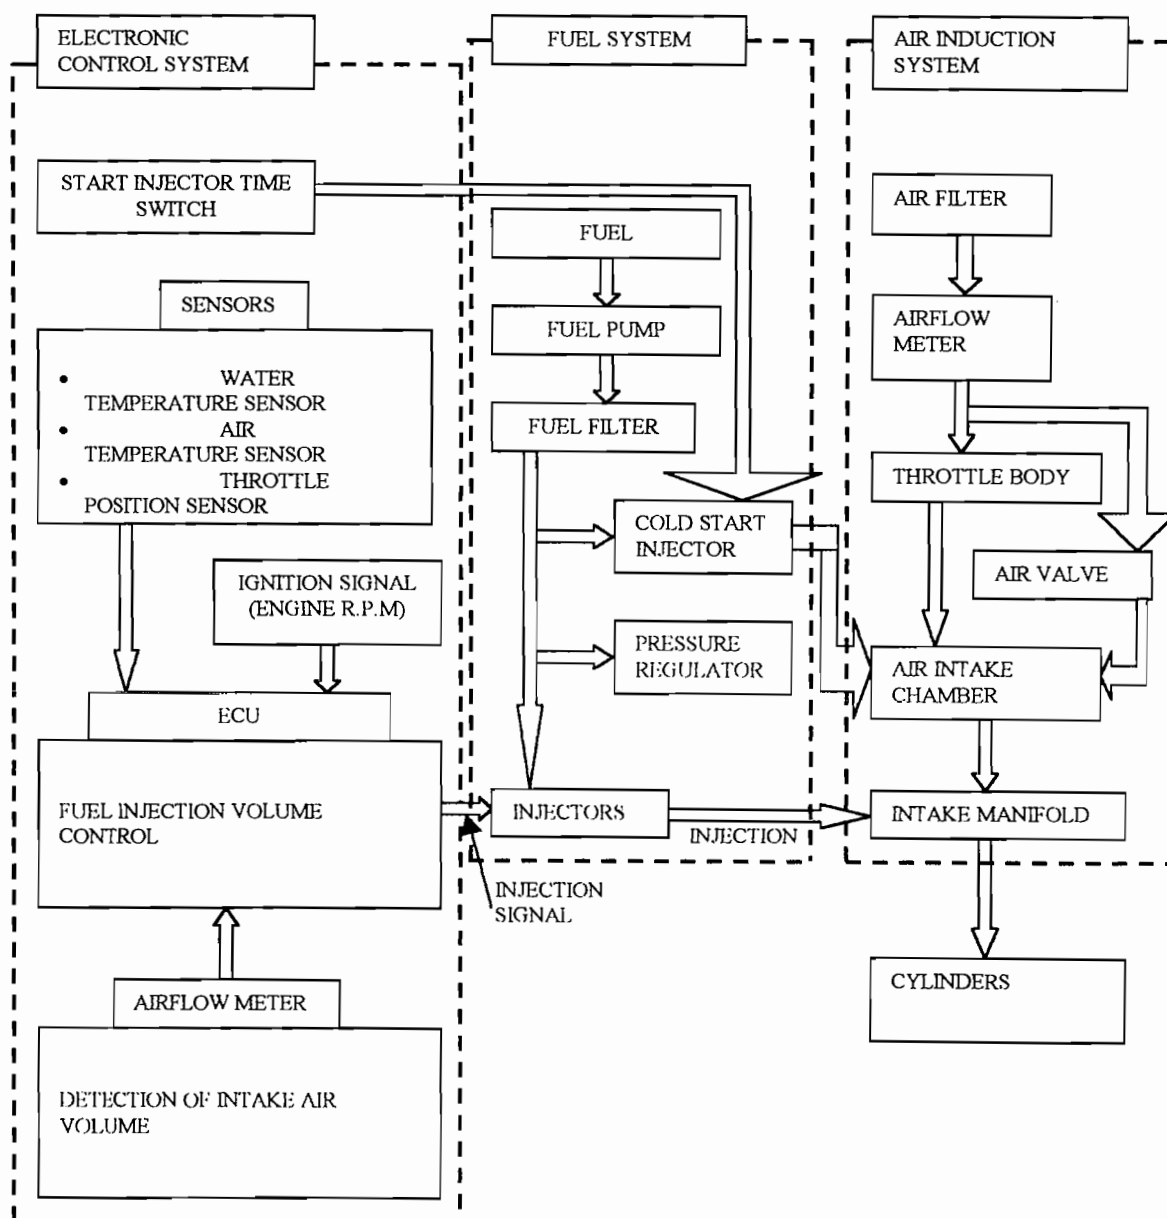 ELECTRONIC
CONTROL SYSTEM
FUEL SYSTEM
AIR INDUCTION
SYSTEM
START INJECTOR TIME
SWITCH
SENSORS
• WATER
TEMPERATURE SENSOR
• AIR
TEMPERATURE SENSOR
• THROTTLE
POSITION SENSOR
IGNITION SIGNAL
(ENGINE R.P.M)
ECU
FUEL INJECTION VOLUME
CONTROL
AIRFLOW METER
DETECTION OF INTAKE AIR
VOLUME
FUEL
FUEL PUMP
FUEL FILTER
COLD START
INJECTOR
PRESSURE
REGULATOR
INJECTORS
INJECTION
INJECTION
SIGNAL
AIR FILTER
AIRFLOW
METER
THROTTLE BODY
AIR VALVE
AIR INTAKE
CHAMBER
INTAKE MANIFOLD
CYLINDERS